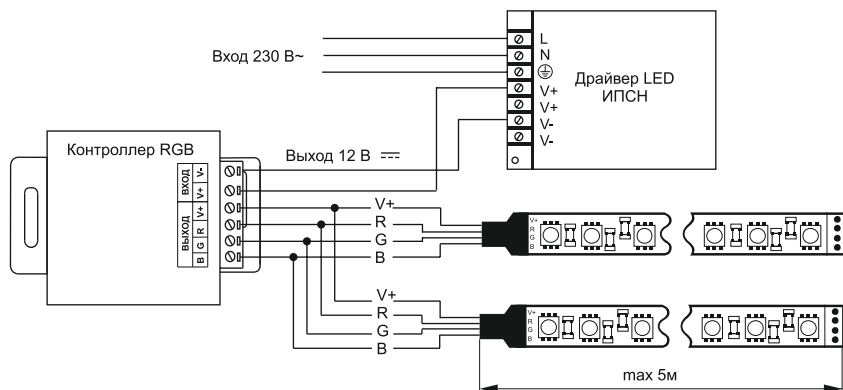 Вход 230 В~
L
N
V+
V+
V-
V-
Драйвер LED
ИПСН
Контроллер RGB
ВХОД
V-
V+
ВЫХОД
V+
R
G
B
Выход 12 В
V+
R
G
B
V+
R
G
B
V+
R
G
B
V+
R
G
B
max 5м